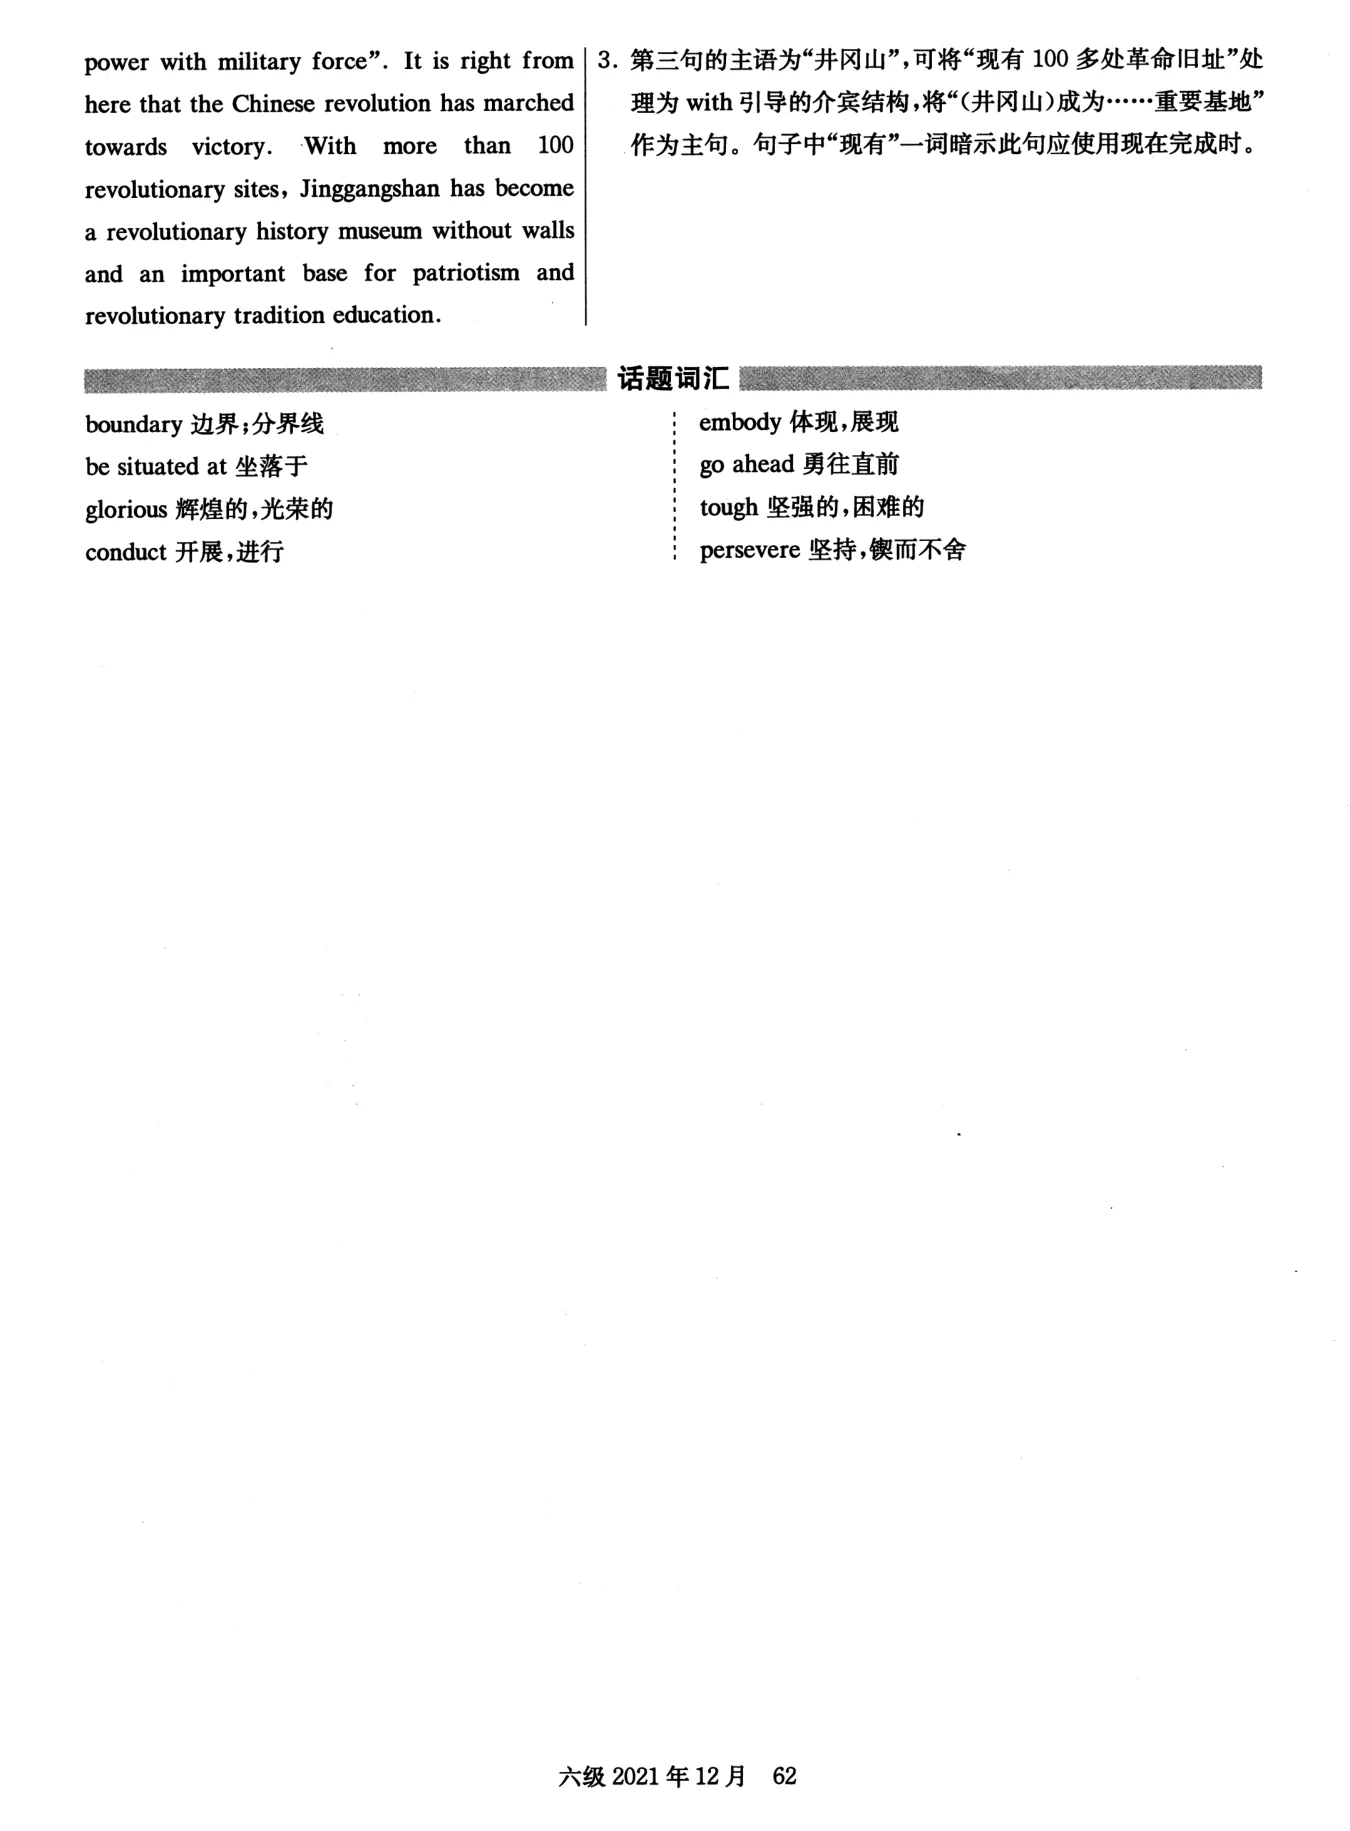 power with military force”. It is right from
here that the Chinese revolution has marched
towards victory. With more than 100
revolutionary sites, Jinggangshan has become
a revolutionary history museum without walls
and an important base for patriotism and
revolutionary tradition education.
3. 第三句的主语为“井冈山”,可将“现有 100 多处革命旧址”处
理为 with 引导的介宾结构,将“(井冈山)成为……重要基地”
作为主句。句子中“现有”一词暗示此句应使用现在完成时。
话题词汇
boundary 边界;分界线
be situated at 坐落于
glorious 辉煌的,光荣的
conduct 开展,进行
embody 体现,展现
go ahead 勇往直前
tough 坚强的,困难的
persevere 坚持,锲而不舍
六级 2021 年 12 月 62